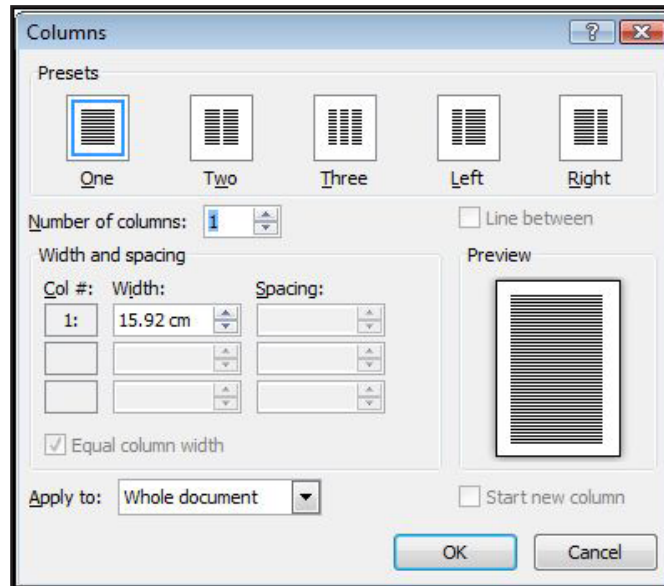 Columns
Presets
One Two Three Left Right
Number of columns: 1 Line between
Width and spacing Preview
Col #: Width: Spacing:
1: 15.92 cm
Equal column width
Apply to: Whole document Start new column
OK Cancel